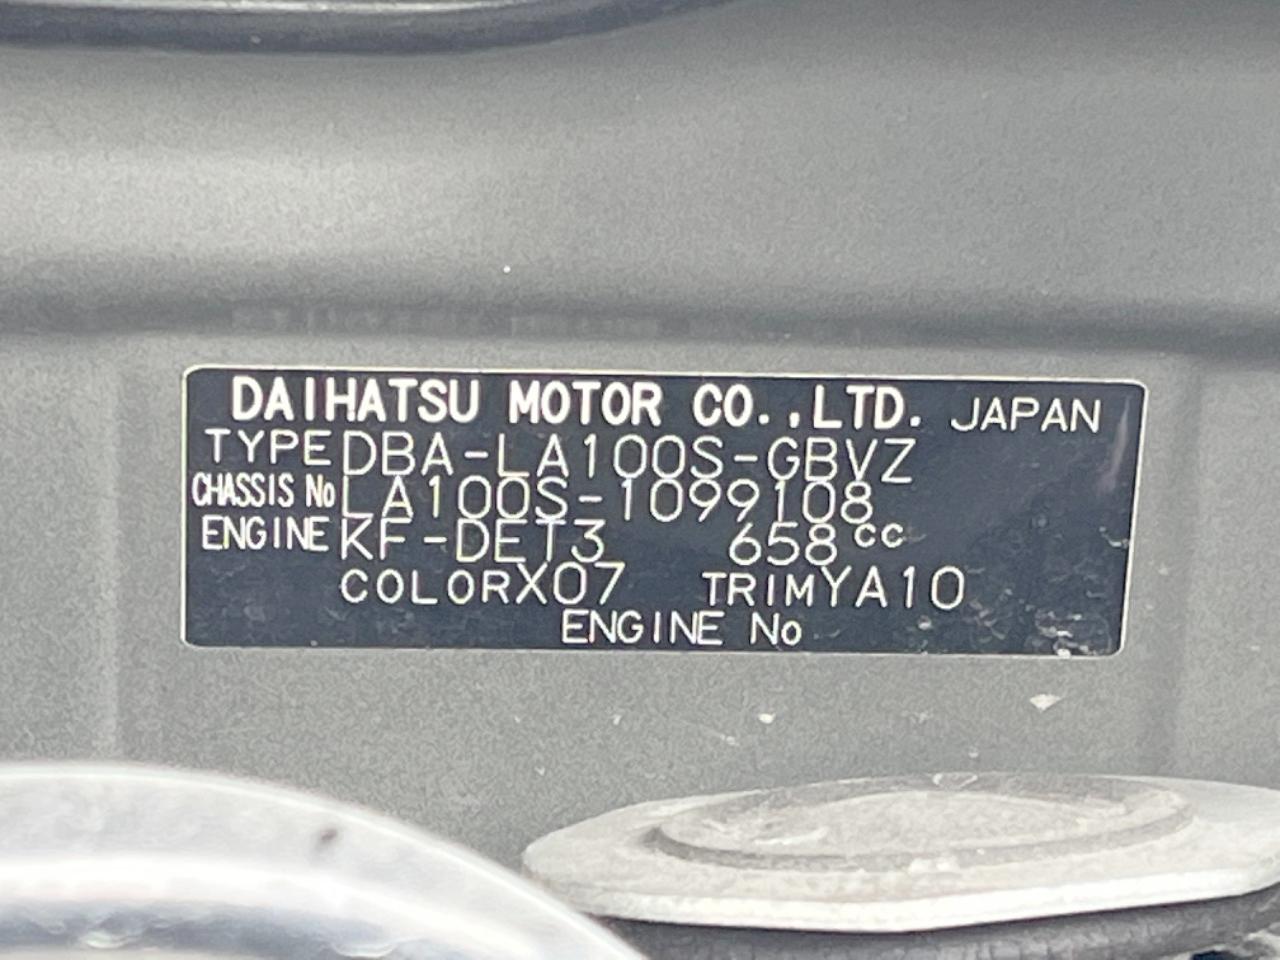 DAIHATSU MOTOR CO.,LTD. JAPAN
TYPE DBA-LA100S-GBVZ
CHASSIS No LA100S-1099108
ENGINE KF-DET3 658cc
COLOR X07 TRIM YA10
ENGINE No